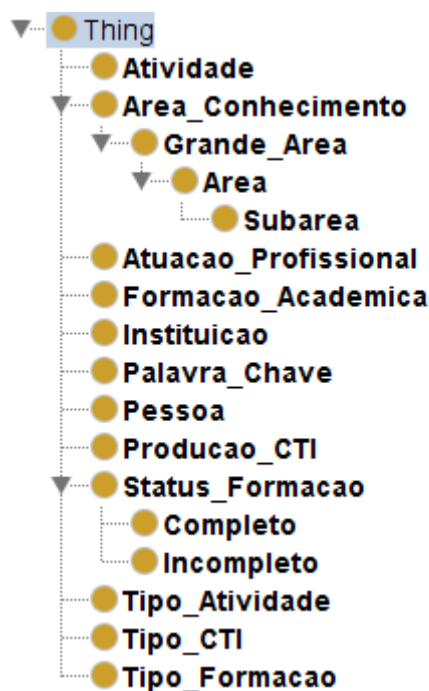 Thing
Atividade
Area_Conhecimento
Grande_Area
Area
Subarea
Atuacao_Profissional
Formacao_Academica
Instituicao
Palavra_Chave
Pessoa
Producao_CTI
Status_Formacao
Completo
Incompleto
Tipo_Atividade
Tipo_CTI
Tipo_Formacao